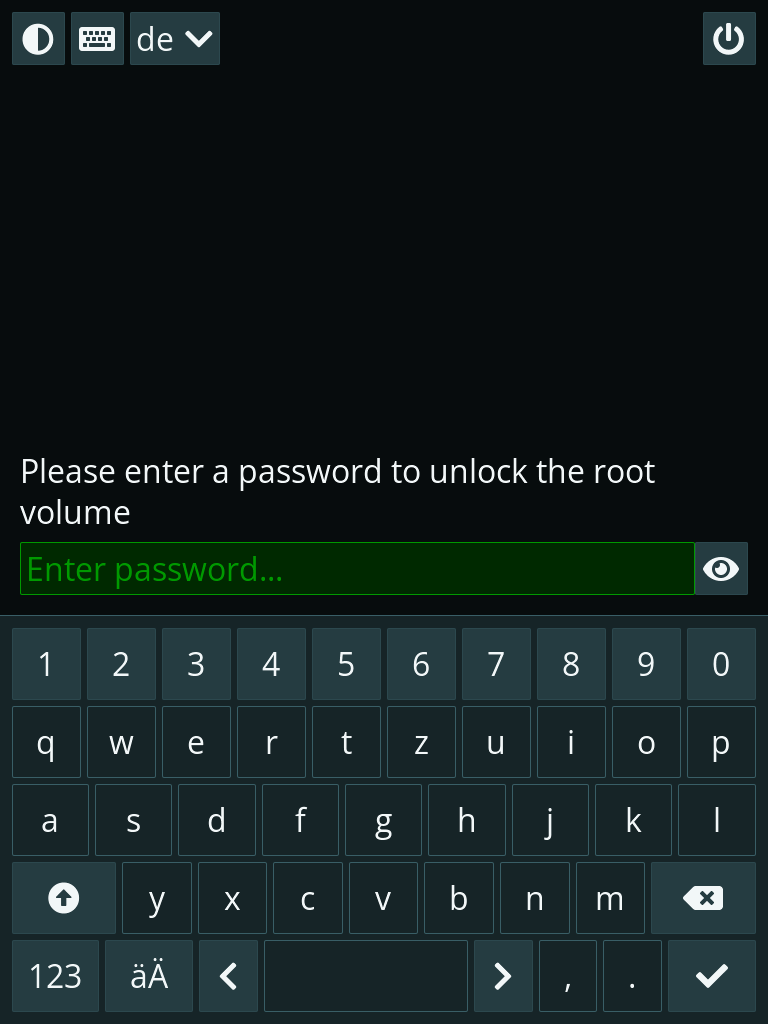 de
Please enter a password to unlock the root
volume
Enter password...
1 2 3 4 5 6 7 8 9 0
q w e r t z u i o p
a s d f g h j k l
y x c v b n m
123 äÄ , .